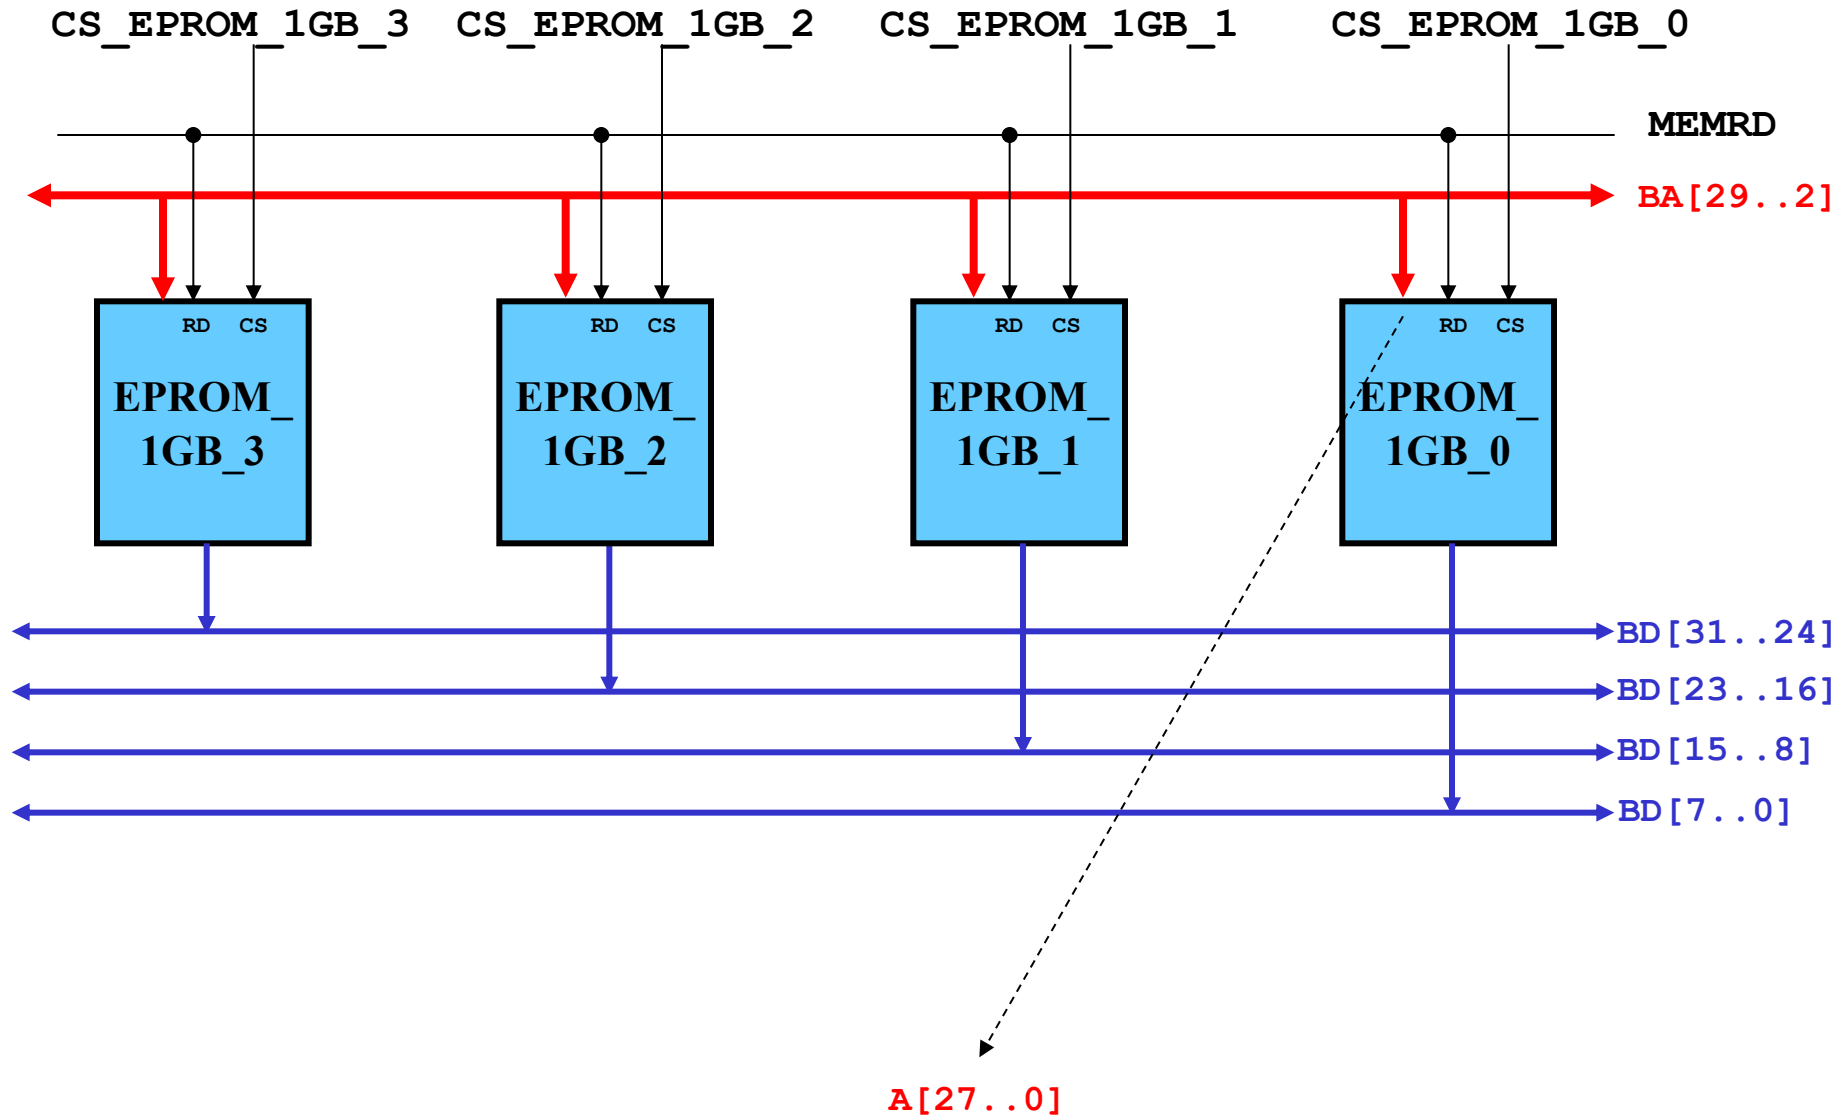 CS_EPROM_1GB_3 CS_EPROM_1GB_2 CS_EPROM_1GB_1 CS_EPROM_1GB_0
MEMRD
BA[29..2]
RD CS RD CS RD CS RD CS
EPROM_ EPROM_ EPROM_ EPROM_
1GB_3 1GB_2 1GB_1 1GB_0
BD[31..24]
BD[23..16]
BD[15..8]
BD[7..0]
A[27..0]